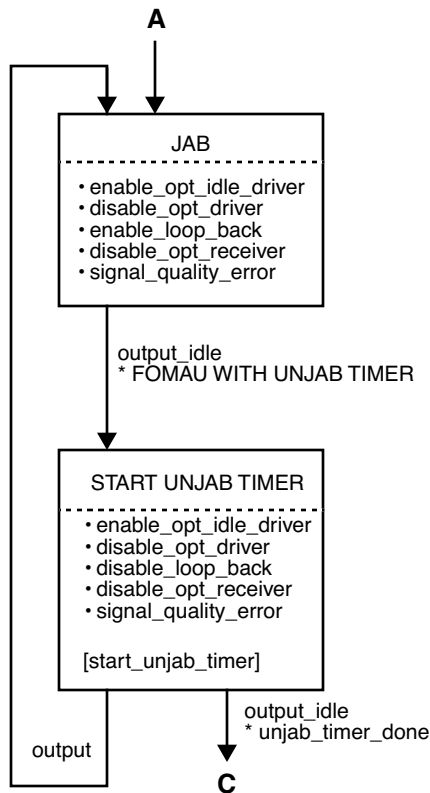 A
JAB
• enable_opt_idle_driver
• disable_opt_driver
• enable_loop_back
• disable_opt_receiver
• signal_quality_error
output_idle
* FOMAU WITH UNJAB TIMER
START UNJAB TIMER
• enable_opt_idle_driver
• disable_opt_driver
• disable_loop_back
• disable_opt_receiver
• signal_quality_error
[start_unjab_timer]
output_idle
* unjab_timer_done
output
C